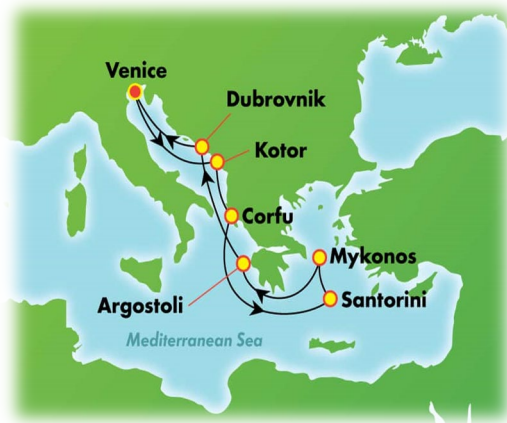 Venice
Dubrovnik
Kotor
Corfu
Mykonos
Argostoli
Santorini
Mediterranean Sea